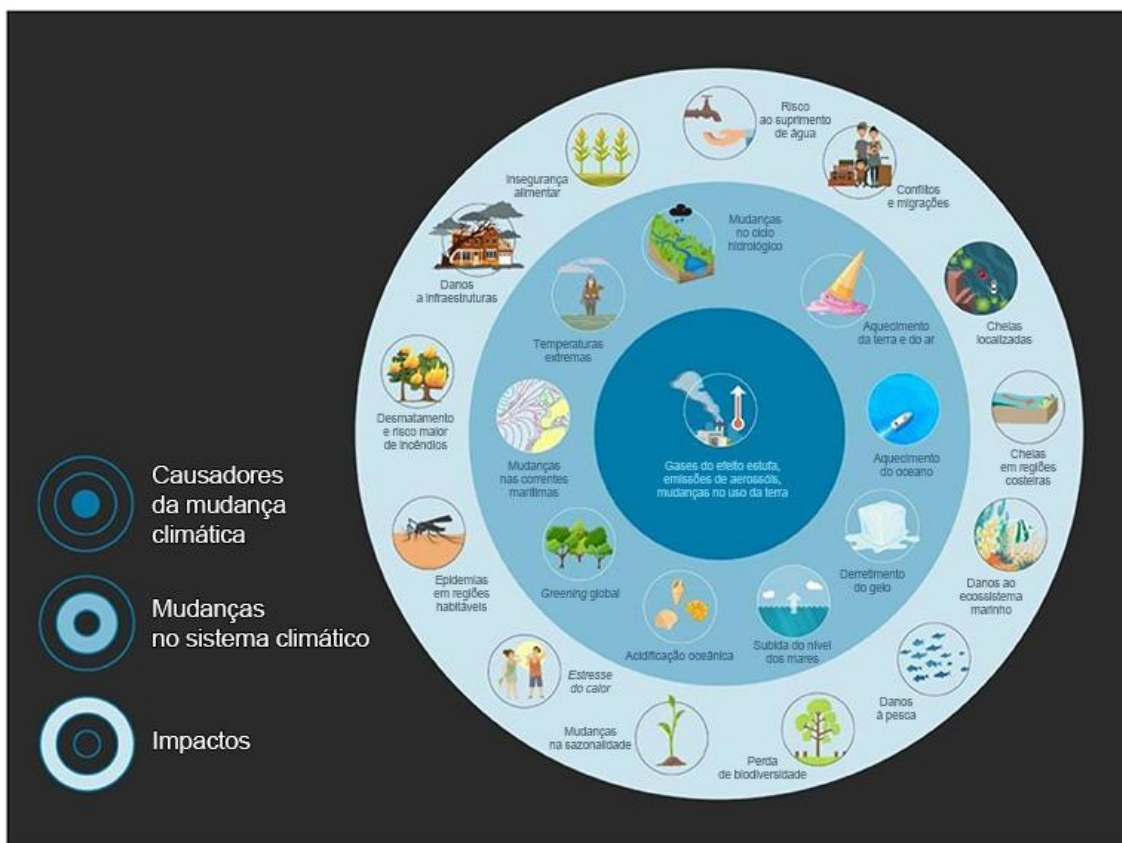 Causadores
da mudança
climática
Mudanças
no sistema climático
Impactos
Gases do efeito estufa,
emissões de aerossóis,
mudanças no uso da terra
Mudanças
no ciclo
hidrológico
Aquecimento
da terra e do ar
Aquecimento
do oceano
Derretimento
do gelo
Subida do nível
dos mares
Acidificação oceânica
Greening global
Mudanças
nas correntes
marítimas
Temperaturas
extremas
Risco
ao suprimento
de água
Conflitos
e migrações
Cheias
localizadas
Cheias
em regiões
costeiras
Danos ao
ecossistema
marinho
Danos
à pesca
Perda
de biodiversidade
Mudanças
na sazonalidade
Estresse
do calor
Epidemias
em regiões
habitáveis
Desmatamento
e risco maior
de incêndios
Danos
a infraestruturas
Insegurança
alimentar